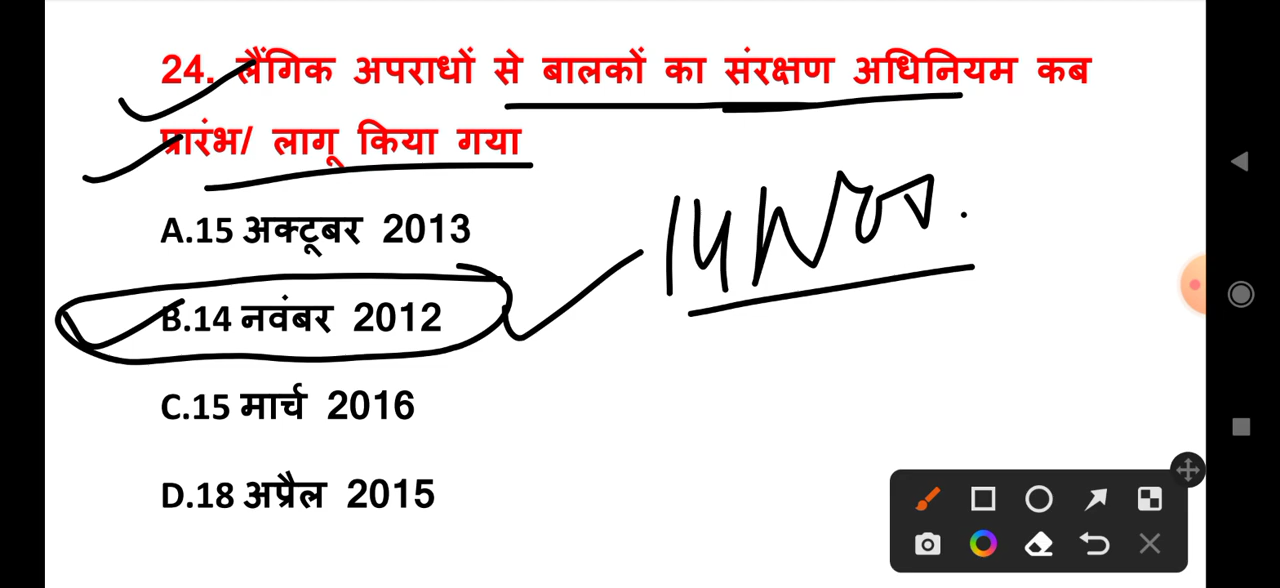 24. लैंगिक अपराधों से बालकों का संरक्षण अधिनियम कब
प्रारंभ/ लागू किया गया
A.15 अक्टूबर 2013
14 Nov.
B.14 नवंबर 2012
C.15 मार्च 2016
D.18 अप्रैल 2015